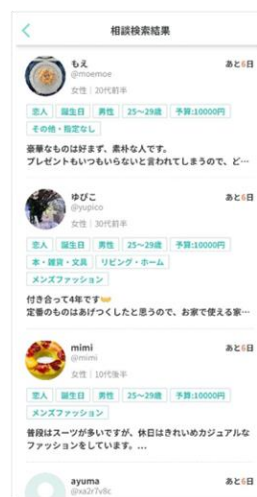 相談検索結果
もえ
あと6日
@moemoe
女性｜20代前半
恋人 誕生日 男性 25〜29歳 予算:10000円
その他・指定なし
豪華なものは好まず、素朴な人です。
プレゼントもいつもいらないと言われてしまうので、ど…
ゆぴこ
あと6日
@yupico
女性｜30代前半
恋人 誕生日 男性 25〜29歳 予算:10000円
本・雑貨・文具 リビング・ホーム
メンズファッション
付き合って4年です🤝
定番のものはあげつくしたと思うので、お家で使える家…
mimi
あと6日
@mimi
女性｜10代後半
恋人 誕生日 男性 25〜29歳 予算:10000円
メンズファッション
普段はスーツが多いですが、休日はきれいめカジュアルな
ファッションをしています。...
ayuma
あと6日
@xa2r7v8c